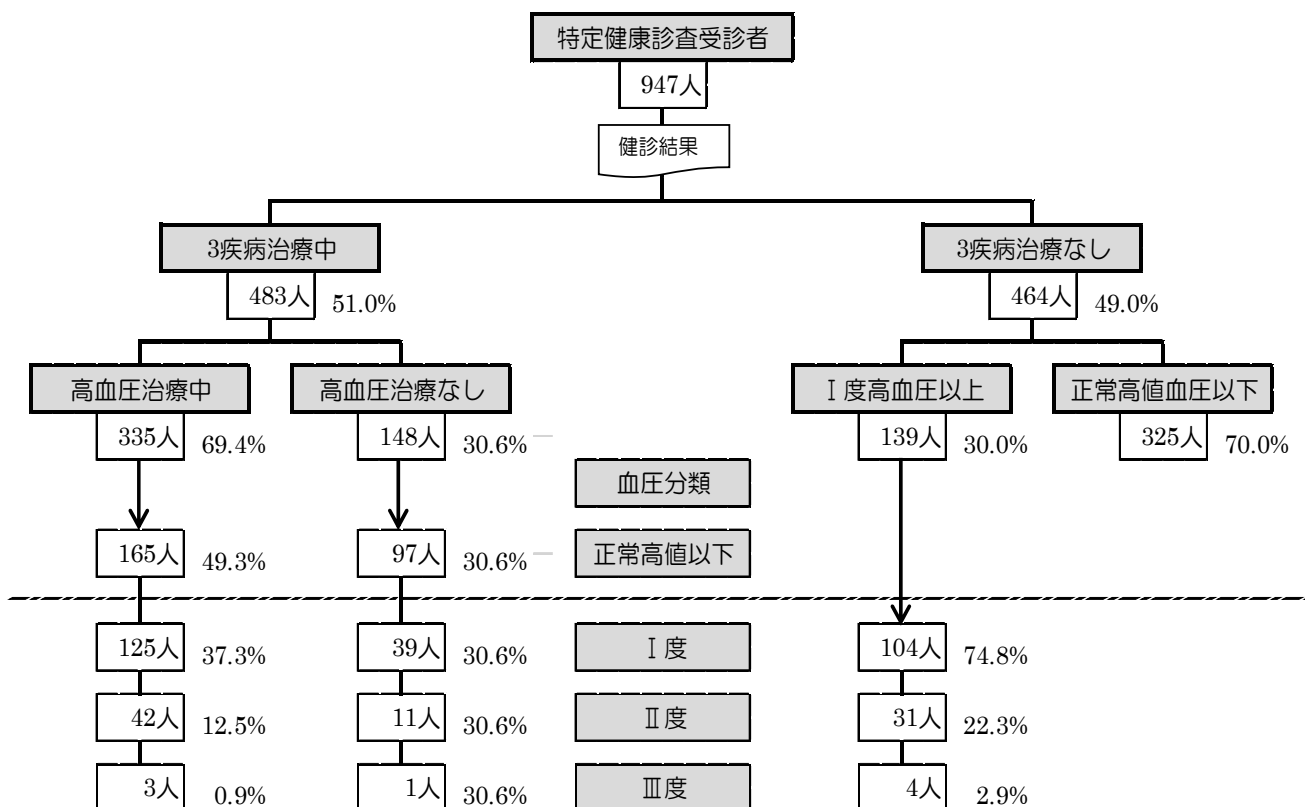 特定健康診査受診者
947人
健診結果
3疾病治療中
3疾病治療なし
483人 51.0%
464人 49.0%
高血圧治療中
高血圧治療なし
Ⅰ度高血圧以上
正常高値血圧以下
335人 69.4%
148人 30.6%
139人 30.0%
325人 70.0%
血圧分類
165人 49.3%
97人 30.6%
正常高値以下
125人 37.3%
39人 30.6%
Ⅰ度
104人 74.8%
42人 12.5%
11人 30.6%
Ⅱ度
31人 22.3%
3人 0.9%
1人 30.6%
Ⅲ度
4人 2.9%